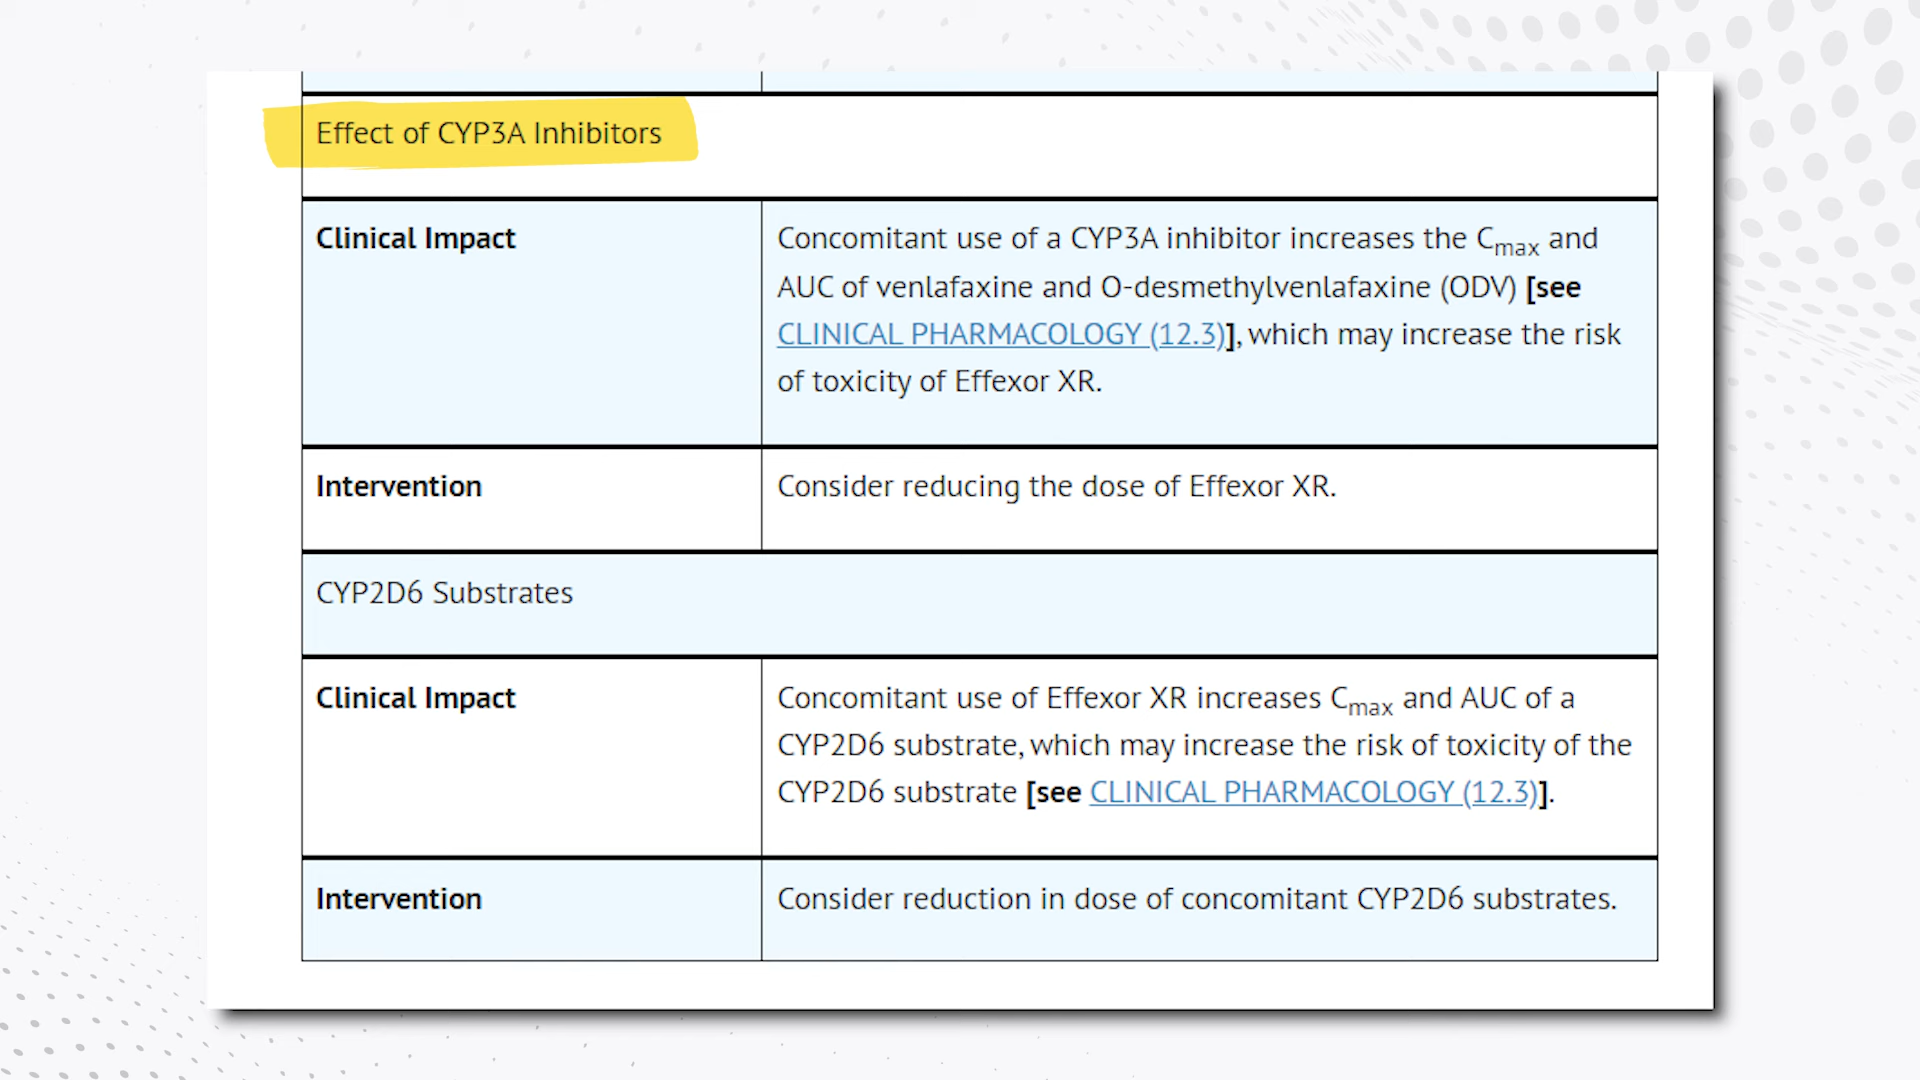 Effect of CYP3A Inhibitors
Clinical Impact
Concomitant use of a CYP3A inhibitor increases the Cmax and
AUC of venlafaxine and O-desmethylvenlafaxine (ODV) [see
CLINICAL PHARMACOLOGY (12.3)], which may increase the risk
of toxicity of Effexor XR.
Intervention
Consider reducing the dose of Effexor XR.
CYP2D6 Substrates
Clinical Impact
Concomitant use of Effexor XR increases Cmax and AUC of a
CYP2D6 substrate, which may increase the risk of toxicity of the
CYP2D6 substrate [see CLINICAL PHARMACOLOGY (12.3)].
Intervention
Consider reduction in dose of concomitant CYP2D6 substrates.